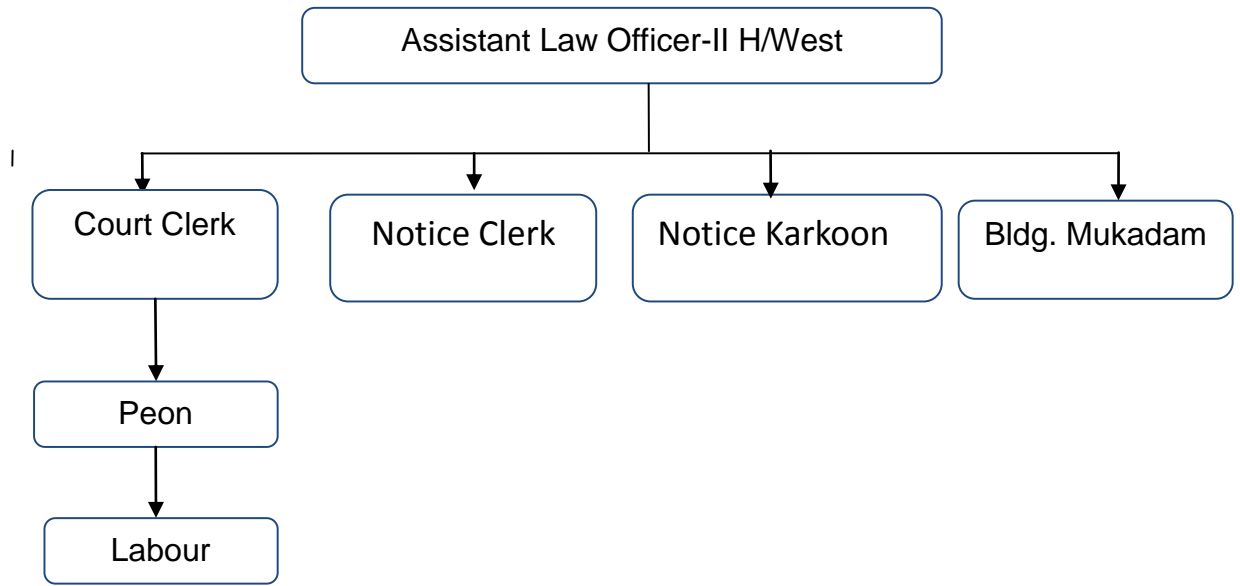 Assistant Law Officer-II H/West
Court Clerk
Notice Clerk
Notice Karkoon
Bldg. Mukadam
Peon
Labour